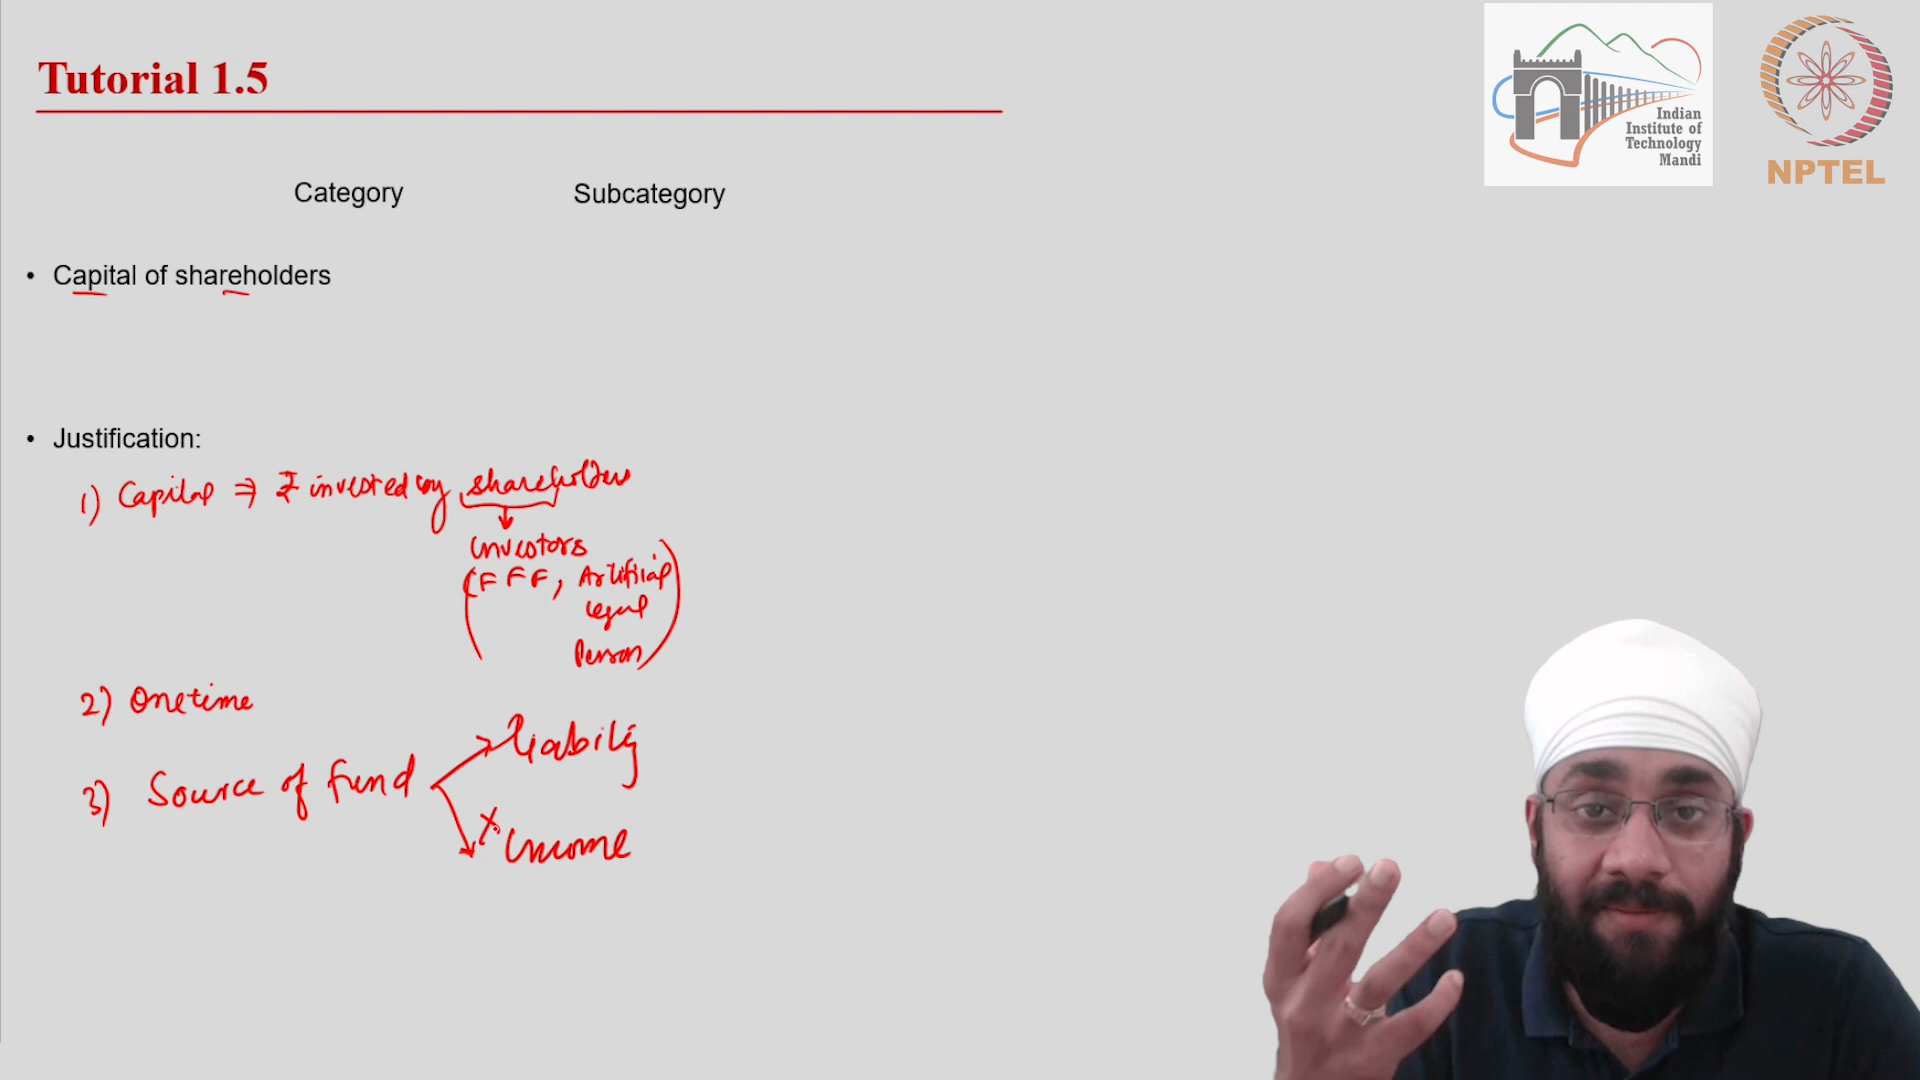 Tutorial 1.5
Indian
Institute of
Technology
Mandi
NPTEL
Category Subcategory
• Capital of shareholders
• Justification:
1) Capital ⇒ ₹ invested by shareholders
Investors
(FFF, Artificial
legal
Person)
2) Onetime
3) Source of fund
Liability
x Income